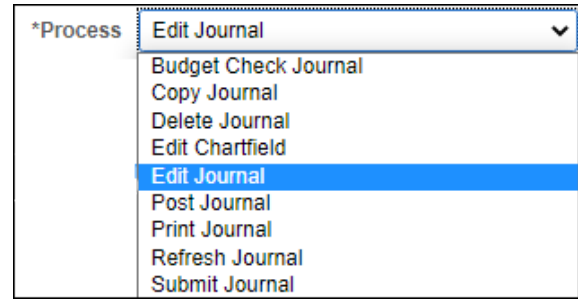 *Process Edit Journal
Budget Check Journal
Copy Journal
Delete Journal
Edit Chartfield
Edit Journal
Post Journal
Print Journal
Refresh Journal
Submit Journal